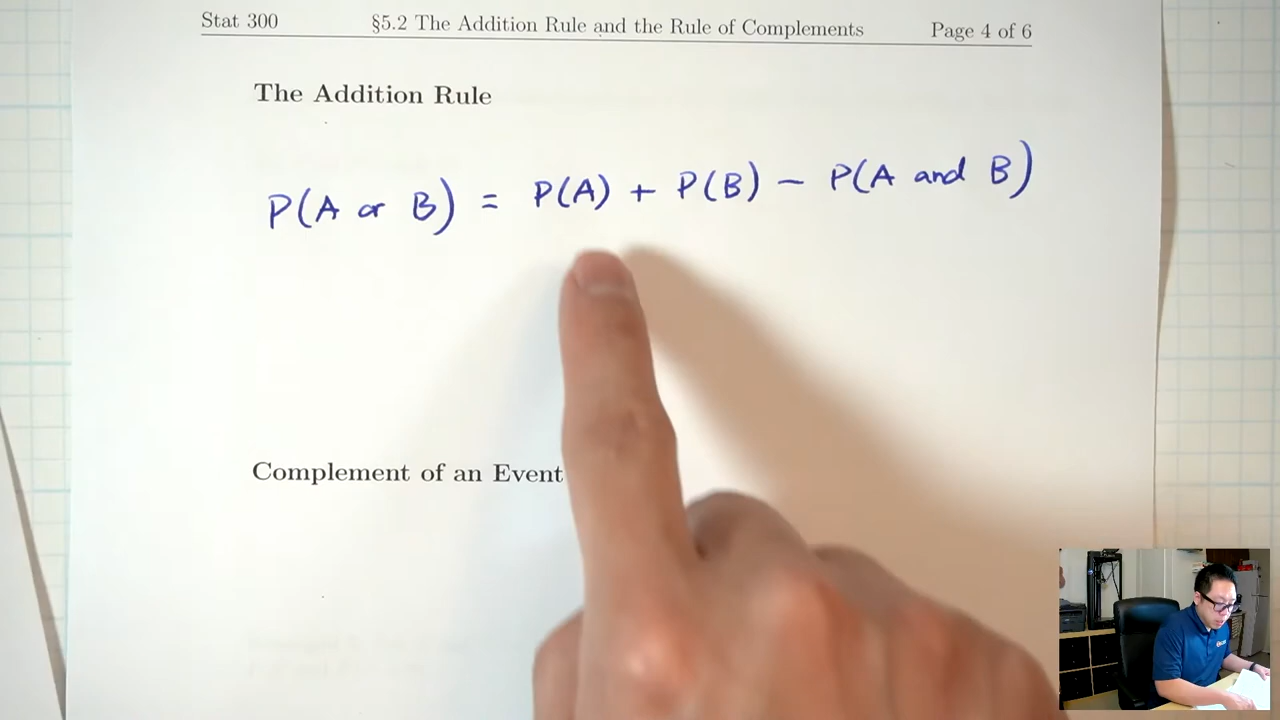 Stat 300 §5.2 The Addition Rule and the Rule of Complements Page 4 of 6
The Addition Rule
P(A or B) = P(A) + P(B) − P(A and B)
Complement of an Event